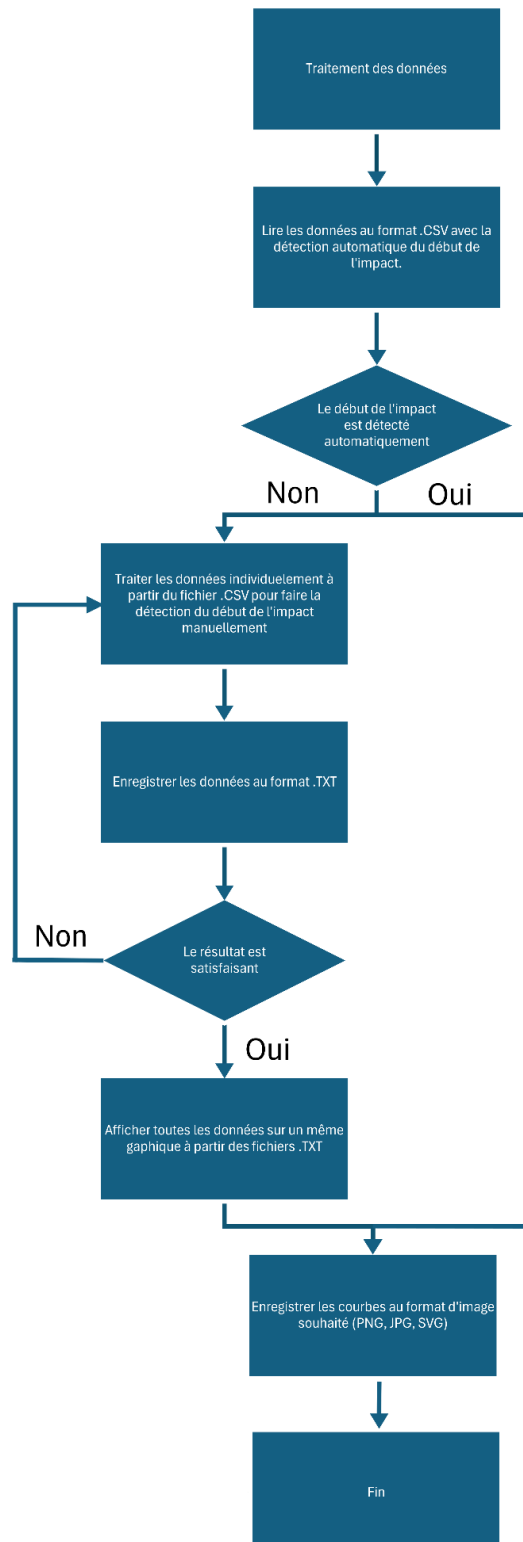 Traitement des données
Lire les données au format .CSV avec la
détection automatique du début de
l'impact.
Le début de l'impact
est détecté
automatiquement
Non
Oui
Traiter les données individuelement à
partir du fichier .CSV pour faire la
détection du début de l'impact
manuellement
Enregistrer les données au format .TXT
Non
Le résultat est
satisfaisant
Oui
Afficher toutes les données sur un même
gaphique à partir des fichiers .TXT
Enregistrer les courbes au format d'image
souhaité (PNG, JPG, SVG)
Fin